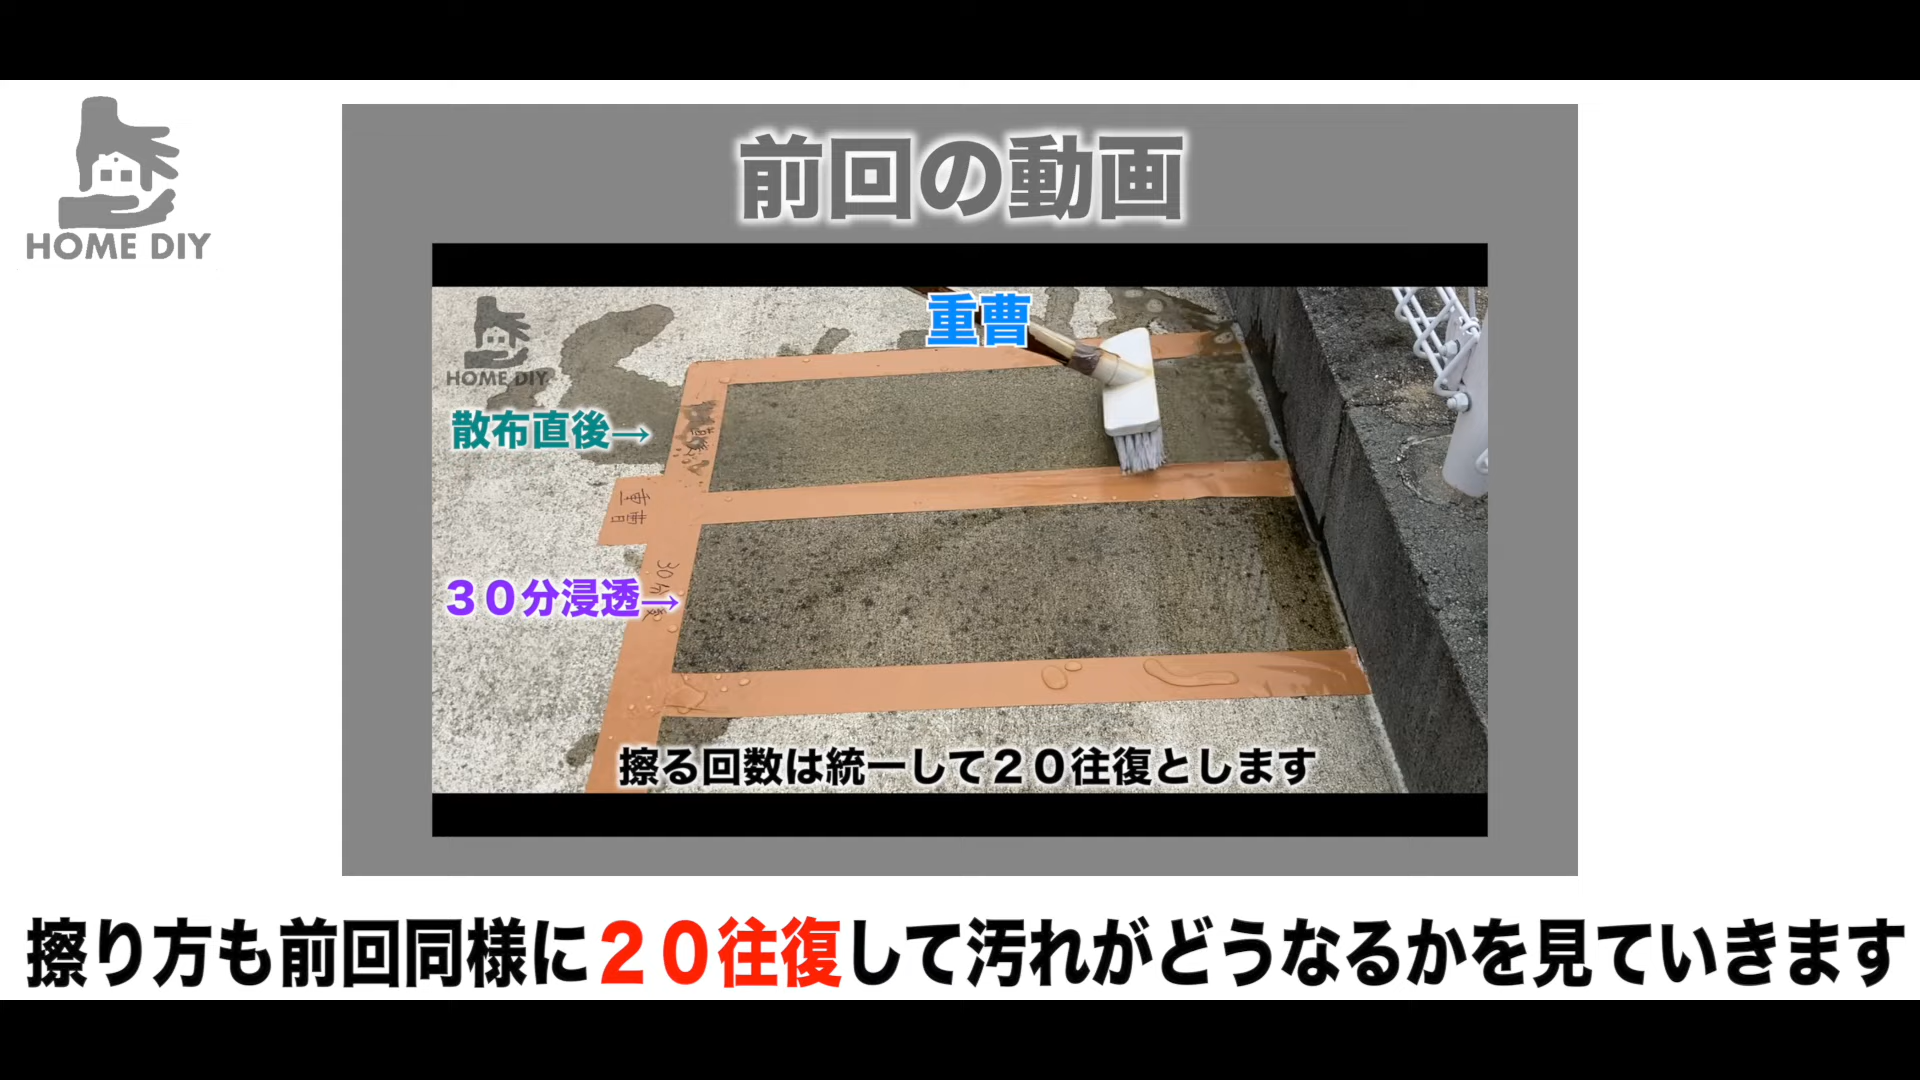 HOME DIY
前回の動画
重曹
HOME DIY
散布直後→
重曹
30分浸透→
擦る回数は統一して20往復とします
擦り方も前回同様に20往復して汚れがどうなるかを見ていきます